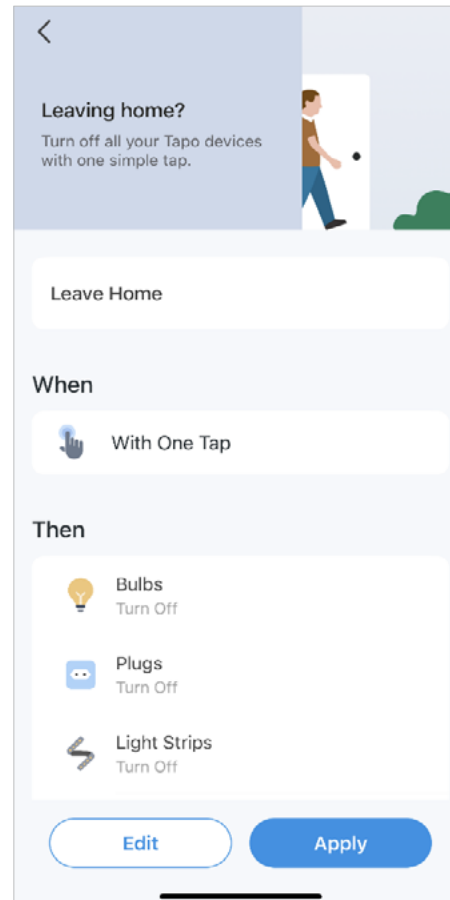 Leaving home?
Turn off all your Tapo devices
with one simple tap.
Leave Home
When
With One Tap
Then
Bulbs
Turn Off
Plugs
Turn Off
Light Strips
Turn Off
Edit
Apply